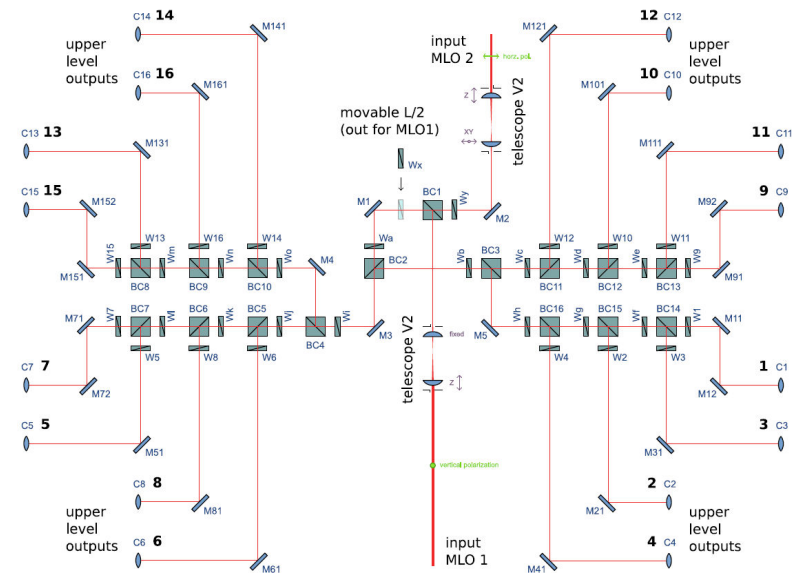 C14 14
M141
upper
level
outputs
C16 16
M161
C13 13
M131
C15 15
M152
M151
W15
W13
BC8
Wm
W16
BC9
Wn
W14
BC10
Wo
M4
input
MLO 2
horz. pol.
Z
telescope V2
XY
movable L/2
(out for MLO1)
Wx
M1
BC1
Wy
M2
Wa
BC2
Wb
BC3
Wc
12 C12
M121
upper
level
outputs
10 C10
M101
11 C11
M111
9 C9
M92
M91
W12
BC11
Wd
W10
BC12
We
W11
BC13
W9
M71
W7
BC7
W5
Wl
BC6
W8
Wk
BC5
W6
Wj
BC4
Wi
M3
C7 7
M72
C5 5
M51
C8 8
M81
upper
level
outputs
C6 6
M61
telescope V2
fixed
Z
vertical polarization
input
MLO 1
M5
Wh
BC16
W4
Wg
BC15
W2
Wf
BC14
W3
W1
M11
1 C1
M12
3 C3
M31
2 C2
M21
upper
level
outputs
4 C4
M41